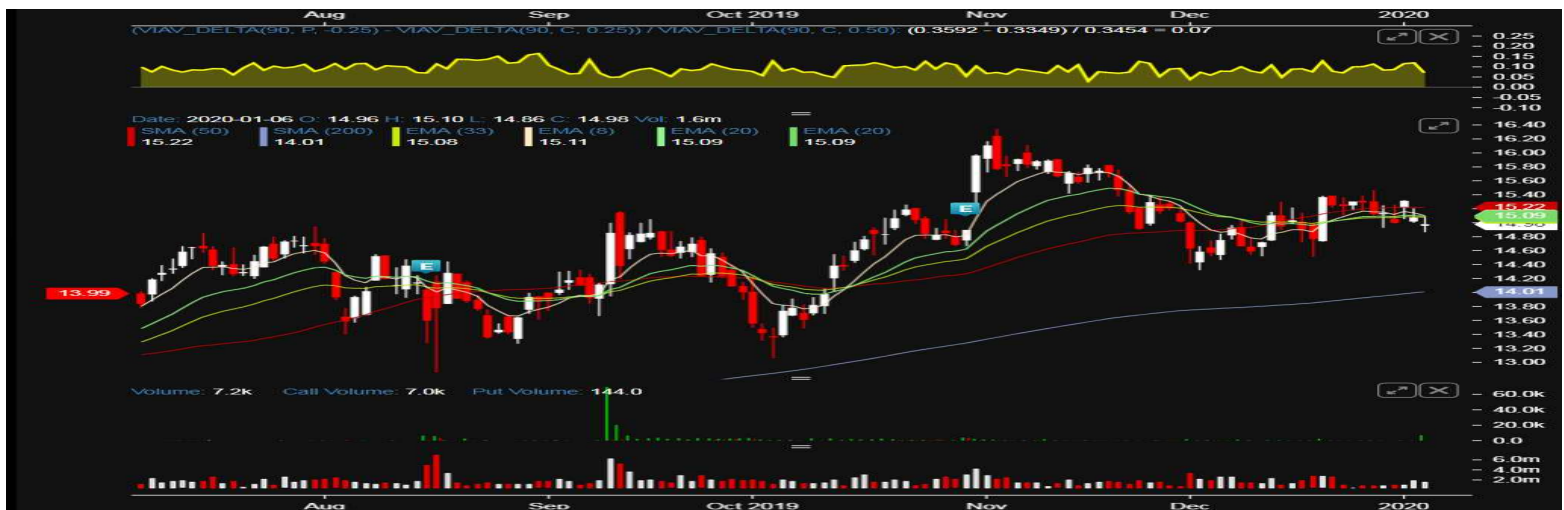 Aug Sep Oct 2019 Nov Dec 2020
(VIAV_DELTA(90, P, -0.25) - VIAV_DELTA(90, C, 0.25)) / VIAV_DELTA(90, C, 0.50): (0.3592 - 0.3349) / 0.3454 = 0.07
0.25
0.20
0.15
0.10
0.05
0.00
-0.05
-0.10
Date: 2020-01-06 O: 14.96 H: 15.10 L: 14.86 C: 14.98 Vol: 1.6m
SMA (50) SMA (200) EMA (33) EMA (8) EMA (20) EMA (20)
15.22 14.01 15.08 15.11 15.09 15.09
16.40
16.20
16.00
15.80
15.60
15.40
15.22
15.09
14.98
14.80
14.60
14.40
14.20
14.01
13.80
13.60
13.40
13.20
13.00
E
E
13.99
Volume: 7.2k Call Volume: 7.0k Put Volume: 144.0
60.0k
40.0k
20.0k
0.0
6.0m
4.0m
2.0m
Aug Sep Oct 2019 Nov Dec 2020